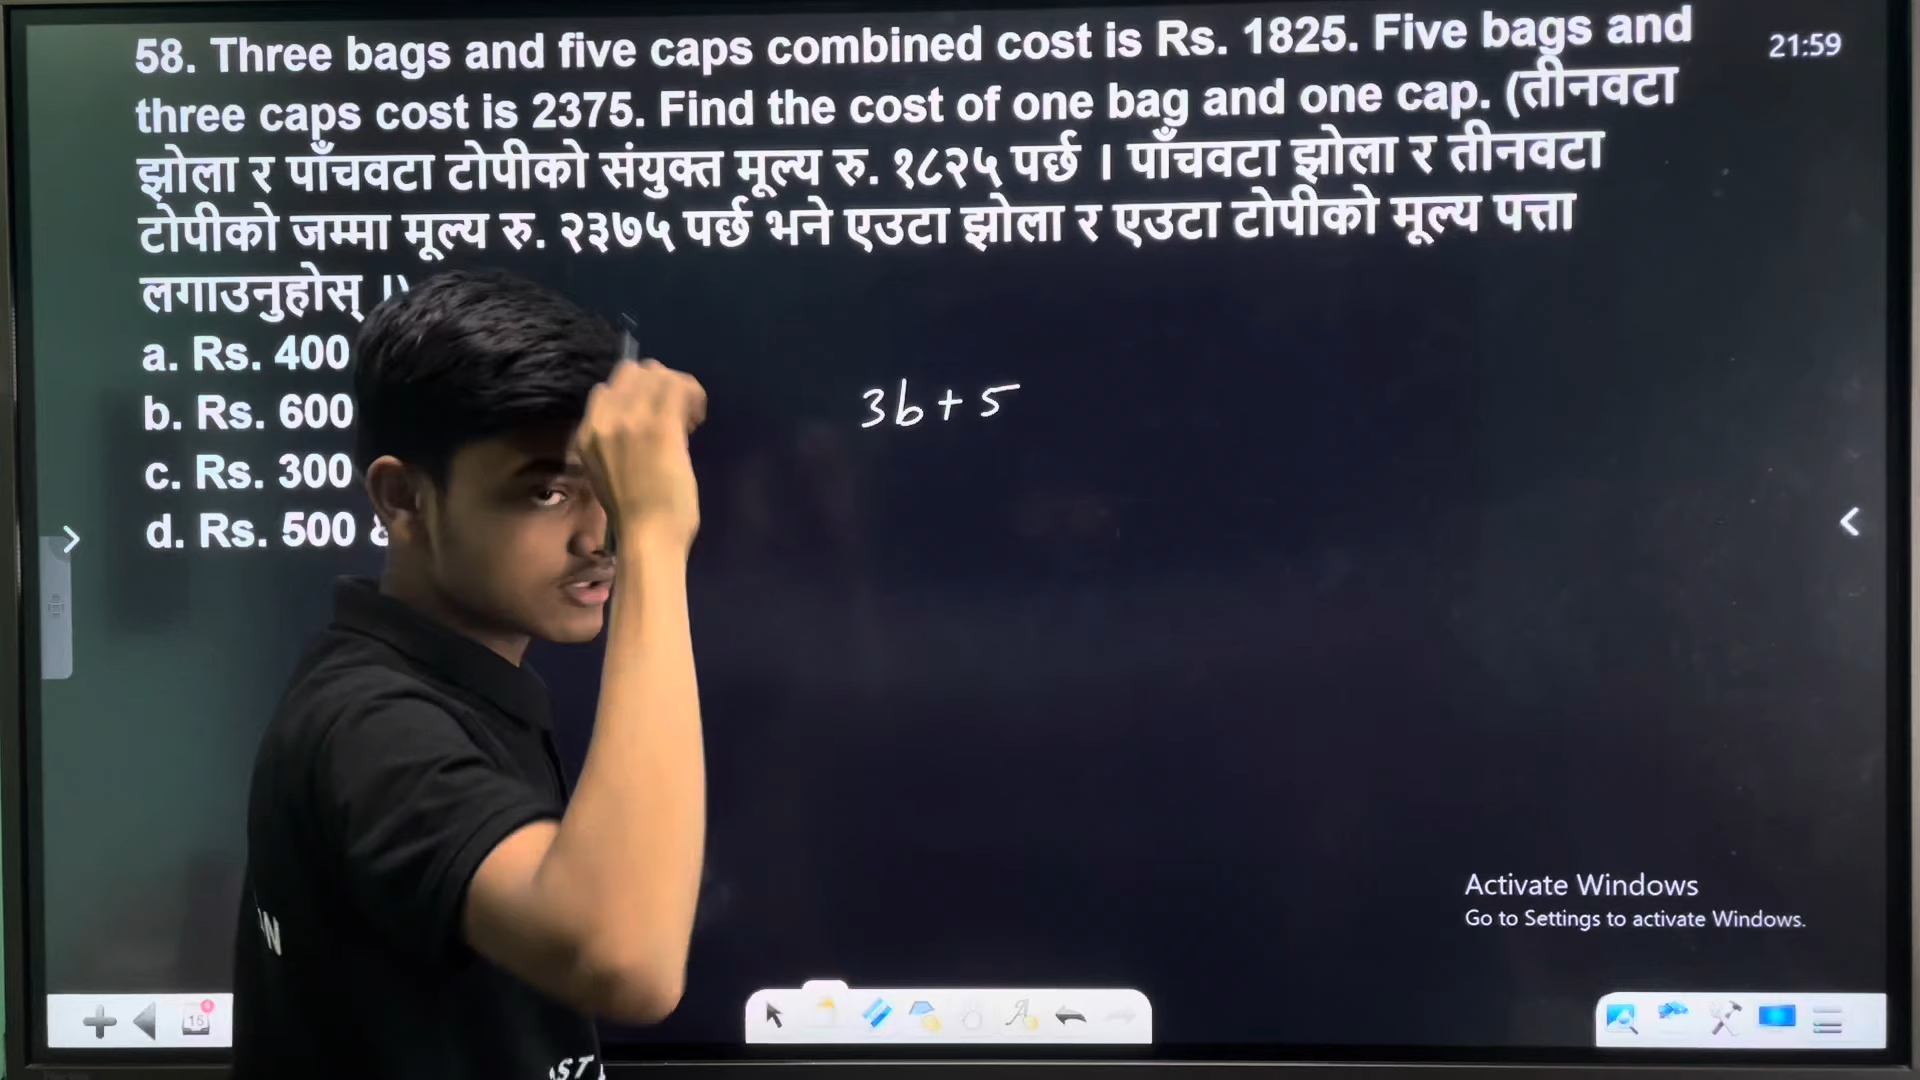 58. Three bags and five caps combined cost is Rs. 1825. Five bags and
21:59
three caps cost is 2375. Find the cost of one bag and one cap. (तीनवटा
झोला र पाँचवटा टोपीको संयुक्त मूल्य रु. १८२५ पर्छ । पाँचवटा झोला र तीनवटा
टोपीको जम्मा मूल्य रु. २३७५ पर्छ भने एउटा झोला र एउटा टोपीको मूल्य पत्ता
लगाउनुहोस् ।)
a. Rs. 400
b. Rs. 600
c. Rs. 300
d. Rs. 500 &
3b+5
Activate Windows
Go to Settings to activate Windows.
15